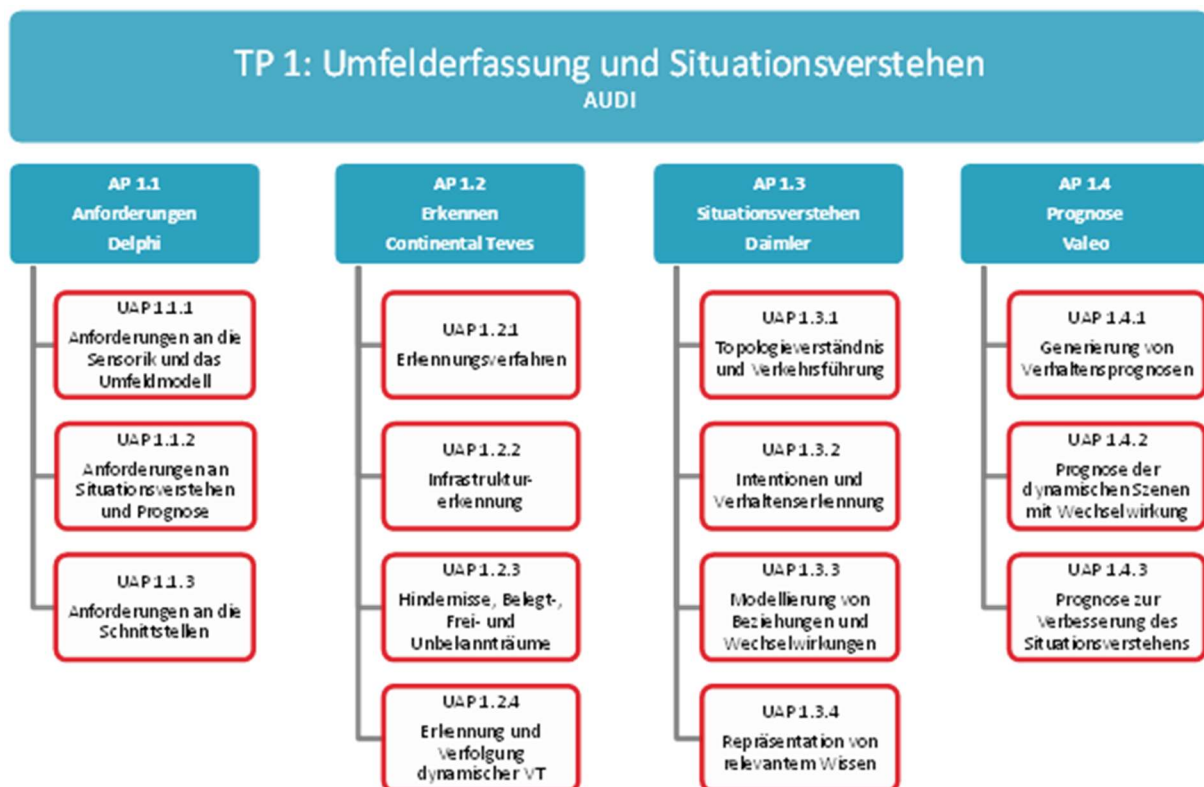 TP 1: Umfelderfassung und Situationsverstehen
AUDI
AP 1.1
Anforderungen
Delphi
UAP 1.1.1
Anforderungen an die
Sensorik und das
Umfeldmodell
UAP 1.1.2
Anforderungen an
Situationsverstehen
und Prognose
UAP 1.1.3
Anforderungen an die
Schnittstellen
AP 1.2
Erkennen
Continental Teves
UAP 1.2.1
Erkennungsverfahren
UAP 1.2.2
Infrastruktur-
erkennung
UAP 1.2.3
Hindernisse, Belegt-,
Frei- und
Unbekannträume
UAP 1.2.4
Erkennung und
Verfolgung
dynamischer VT
AP 1.3
Situationsverstehen
Daimler
UAP 1.3.1
Topologieverständnis
und Verkehrsführung
UAP 1.3.2
Intentionen und
Verhaltenserkennung
UAP 1.3.3
Modellierung von
Beziehungen und
Wechselwirkungen
UAP 1.3.4
Repräsentation von
relevantem Wissen
AP 1.4
Prognose
Valeo
UAP 1.4.1
Generierung von
Verhaltensprognosen
UAP 1.4.2
Prognose der
dynamischen Szenen
mit Wechselwirkung
UAP 1.4.3
Prognose zur
Verbesserung des
Situationsverstehens